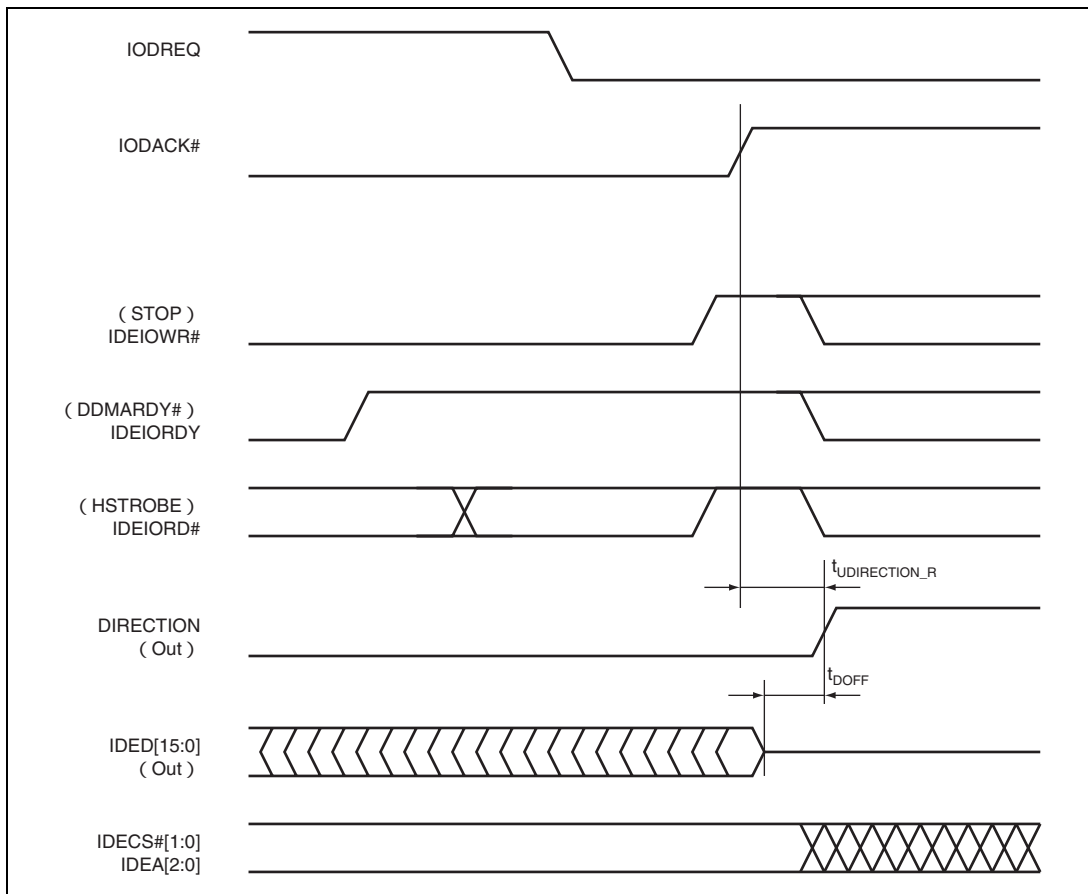 IODREQ
IODACK#
( STOP )
IDEIOWR#
( DDMARDY# )
IDEIORDY
( HSTROBE )
IDEIORD#
tUDIRECTION_R
DIRECTION
( Out )
tDOFF
IDED[15:0]
( Out )
IDECS#[1:0]
IDEA[2:0]